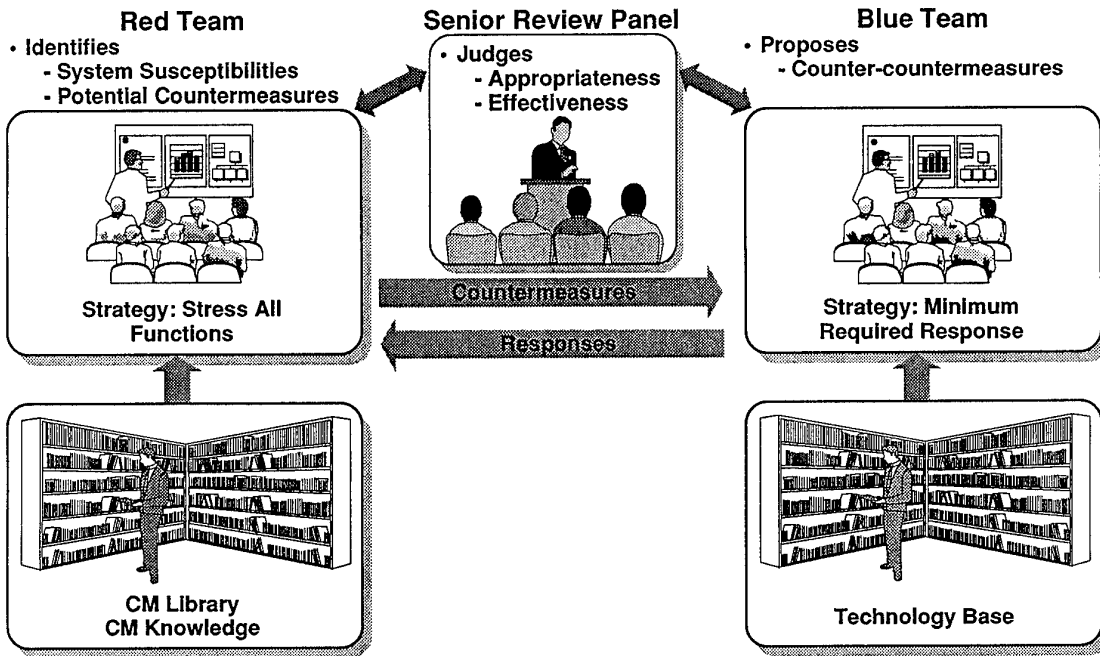 Red Team
• Identifies
- System Susceptibilities
- Potential Countermeasures
Strategy: Stress All
Functions
CM Library
CM Knowledge
Senior Review Panel
• Judges
- Appropriateness
- Effectiveness
Countermeasures
Responses
Blue Team
• Proposes
- Counter-countermeasures
Strategy: Minimum
Required Response
Technology Base